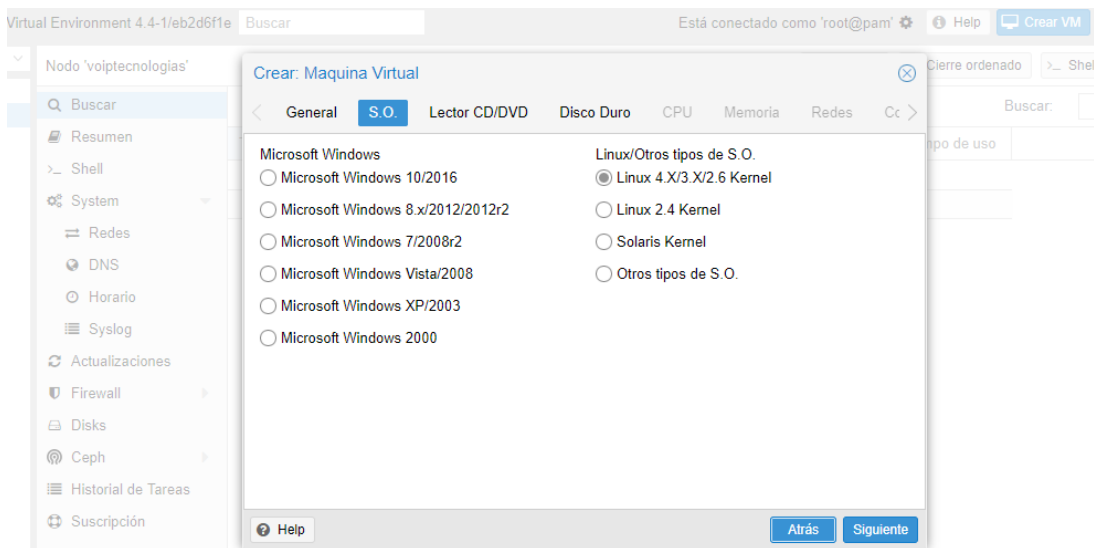 Virtual Environment 4.4-1/eb2d6f1e Buscar Está conectado como 'root@pam' Help Crear VM
Nodo 'voiptecnologias' Cierre ordenado >_ Shel
Buscar Buscar:
Resumen mpo de uso
>_ Shell
System
Redes
DNS
Horario
Syslog
Actualizaciones
Firewall
Disks
Ceph
Historial de Tareas
Suscripción
Crear: Maquina Virtual
General S.O. Lector CD/DVD Disco Duro CPU Memoria Redes Cc
Microsoft Windows Linux/Otros tipos de S.O.
Microsoft Windows 10/2016 Linux 4.X/3.X/2.6 Kernel
Microsoft Windows 8.x/2012/2012r2 Linux 2.4 Kernel
Microsoft Windows 7/2008r2 Solaris Kernel
Microsoft Windows Vista/2008 Otros tipos de S.O.
Microsoft Windows XP/2003
Microsoft Windows 2000
Help Atrás Siguiente